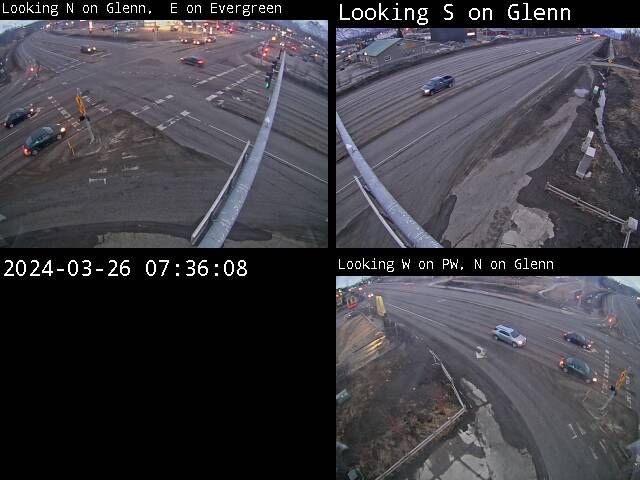 Looking N on Glenn, E on Evergreen
Looking S on Glenn
2024-03-26 07:36:08
Looking W on PW, N on Glenn